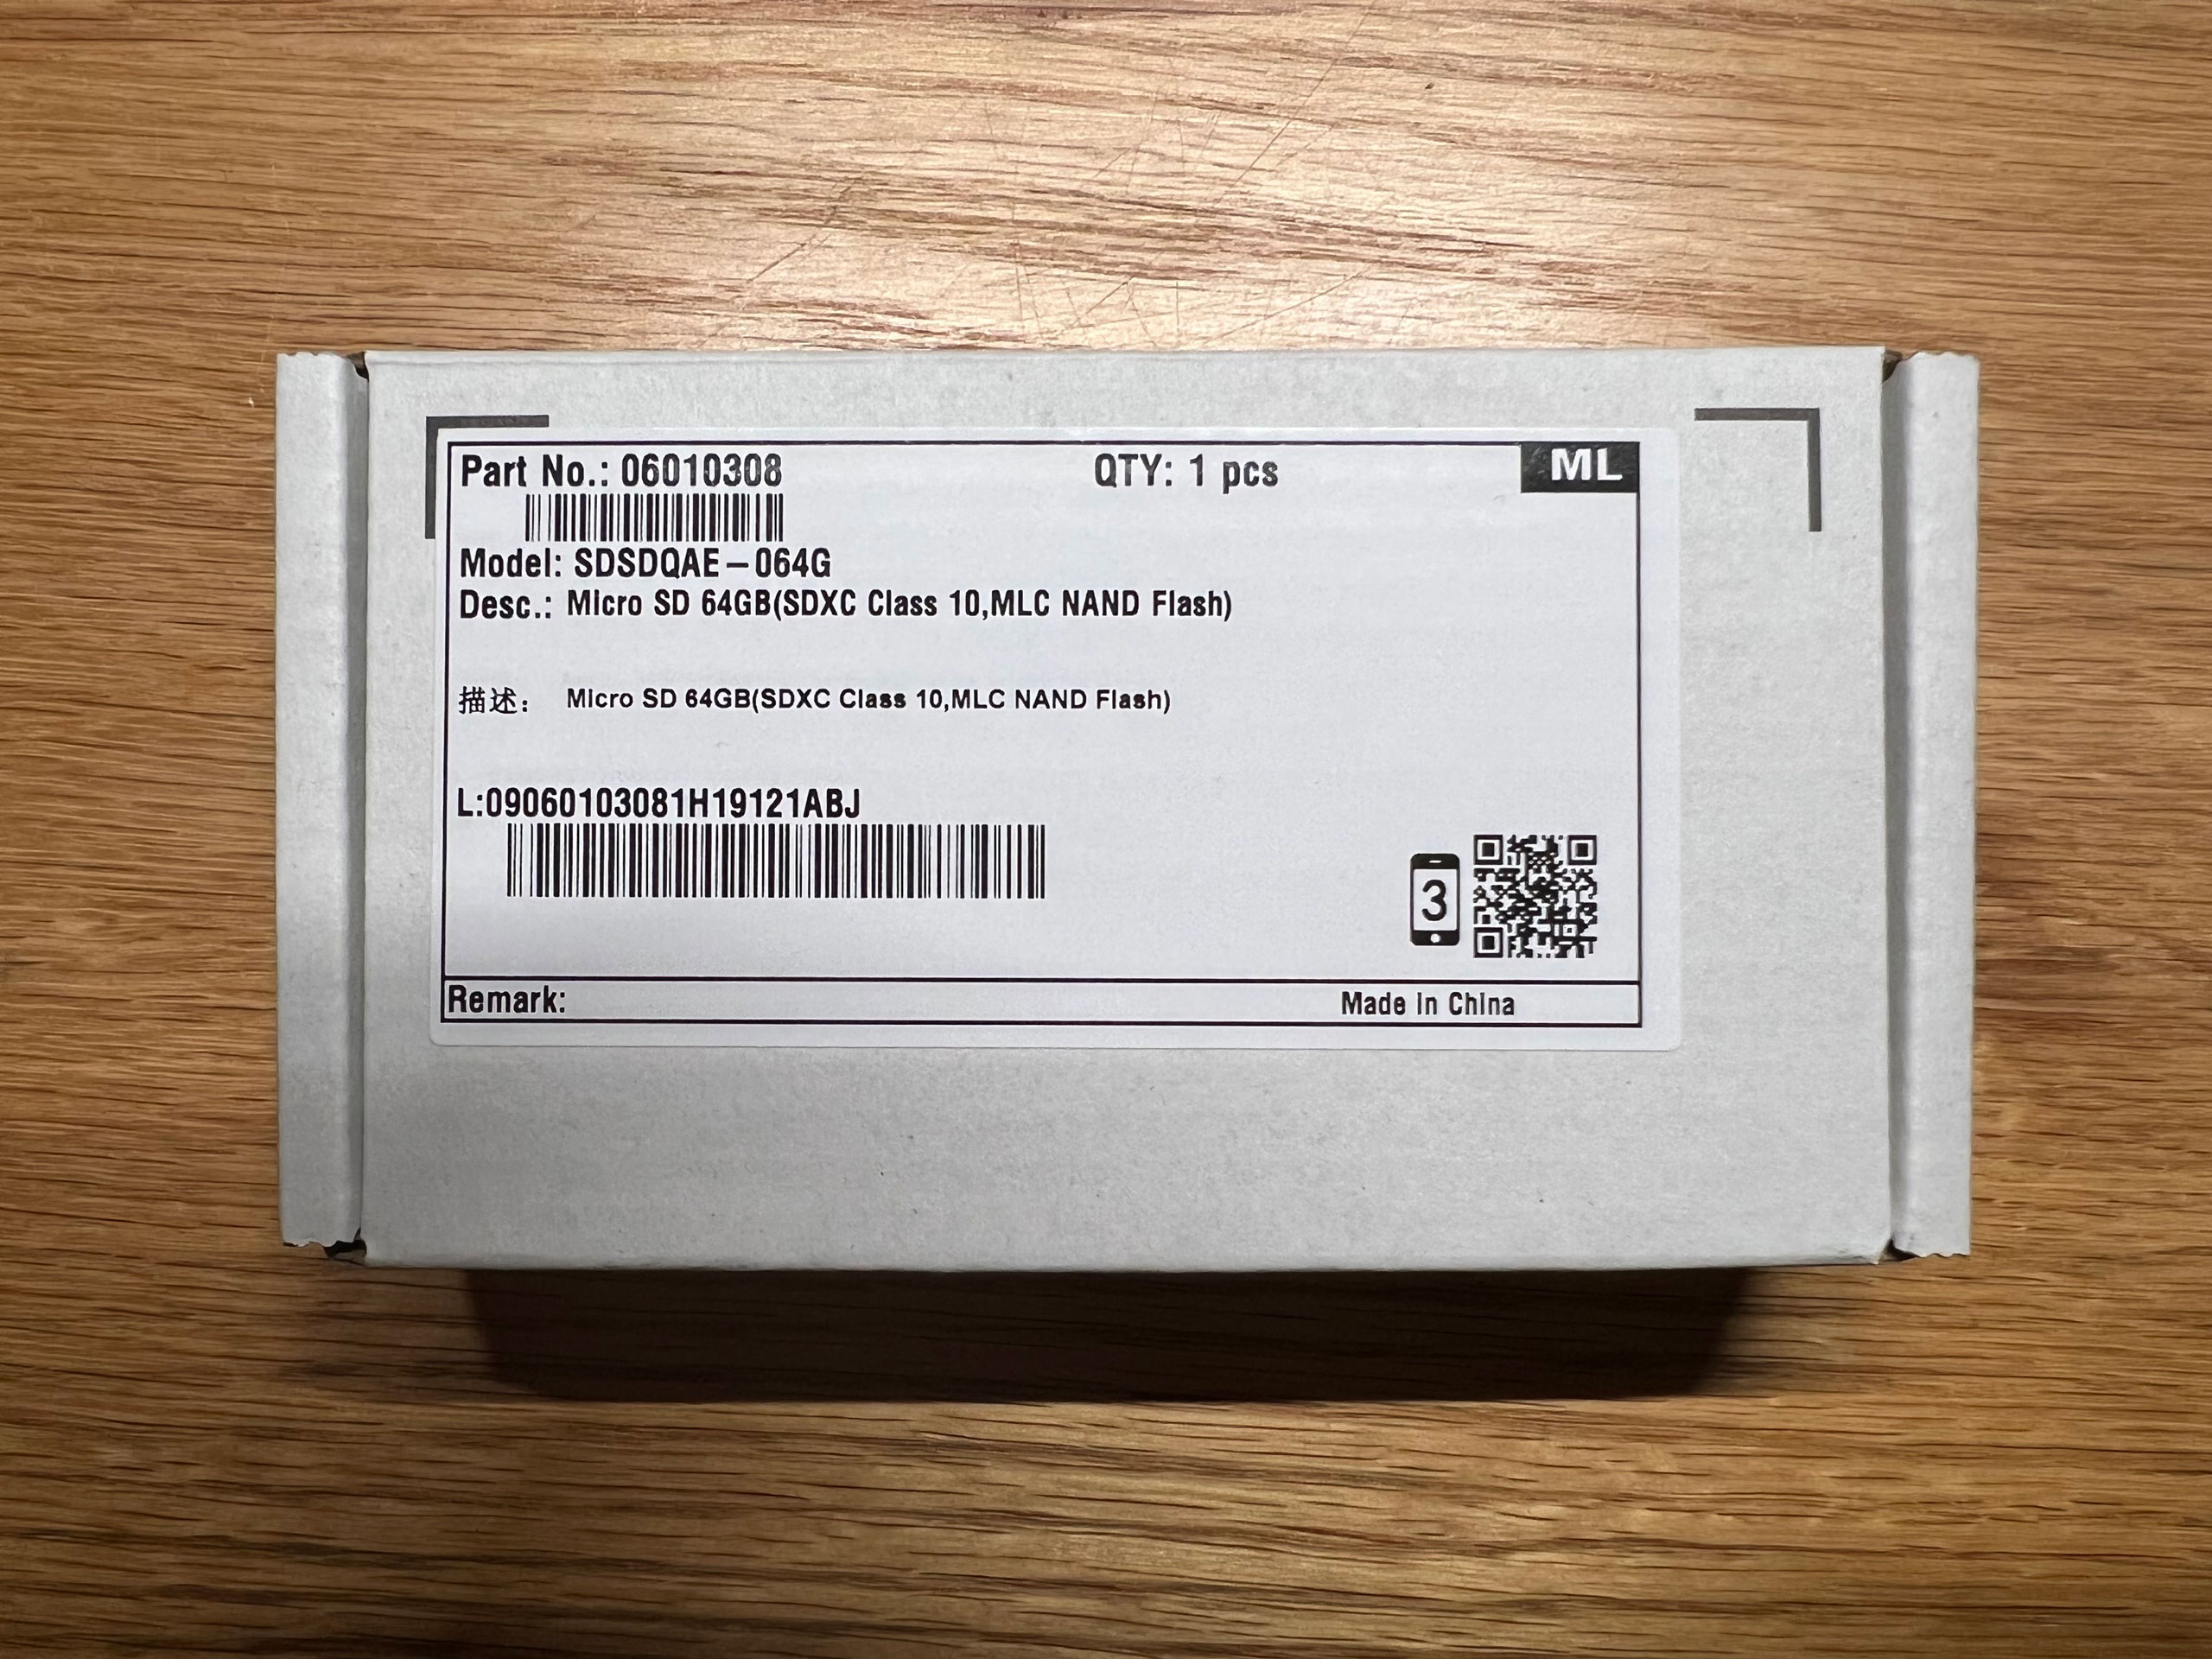 Part No.: 06010308 QTY: 1 pcs ML
Model: SDSDQAE-064G
Desc.: Micro SD 64GB(SDXC Class 10,MLC NAND Flash)
描述: Micro SD 64GB(SDXC Class 10,MLC NAND Flash)
L:09060103081H19121ABJ
3
Remark: Made in China